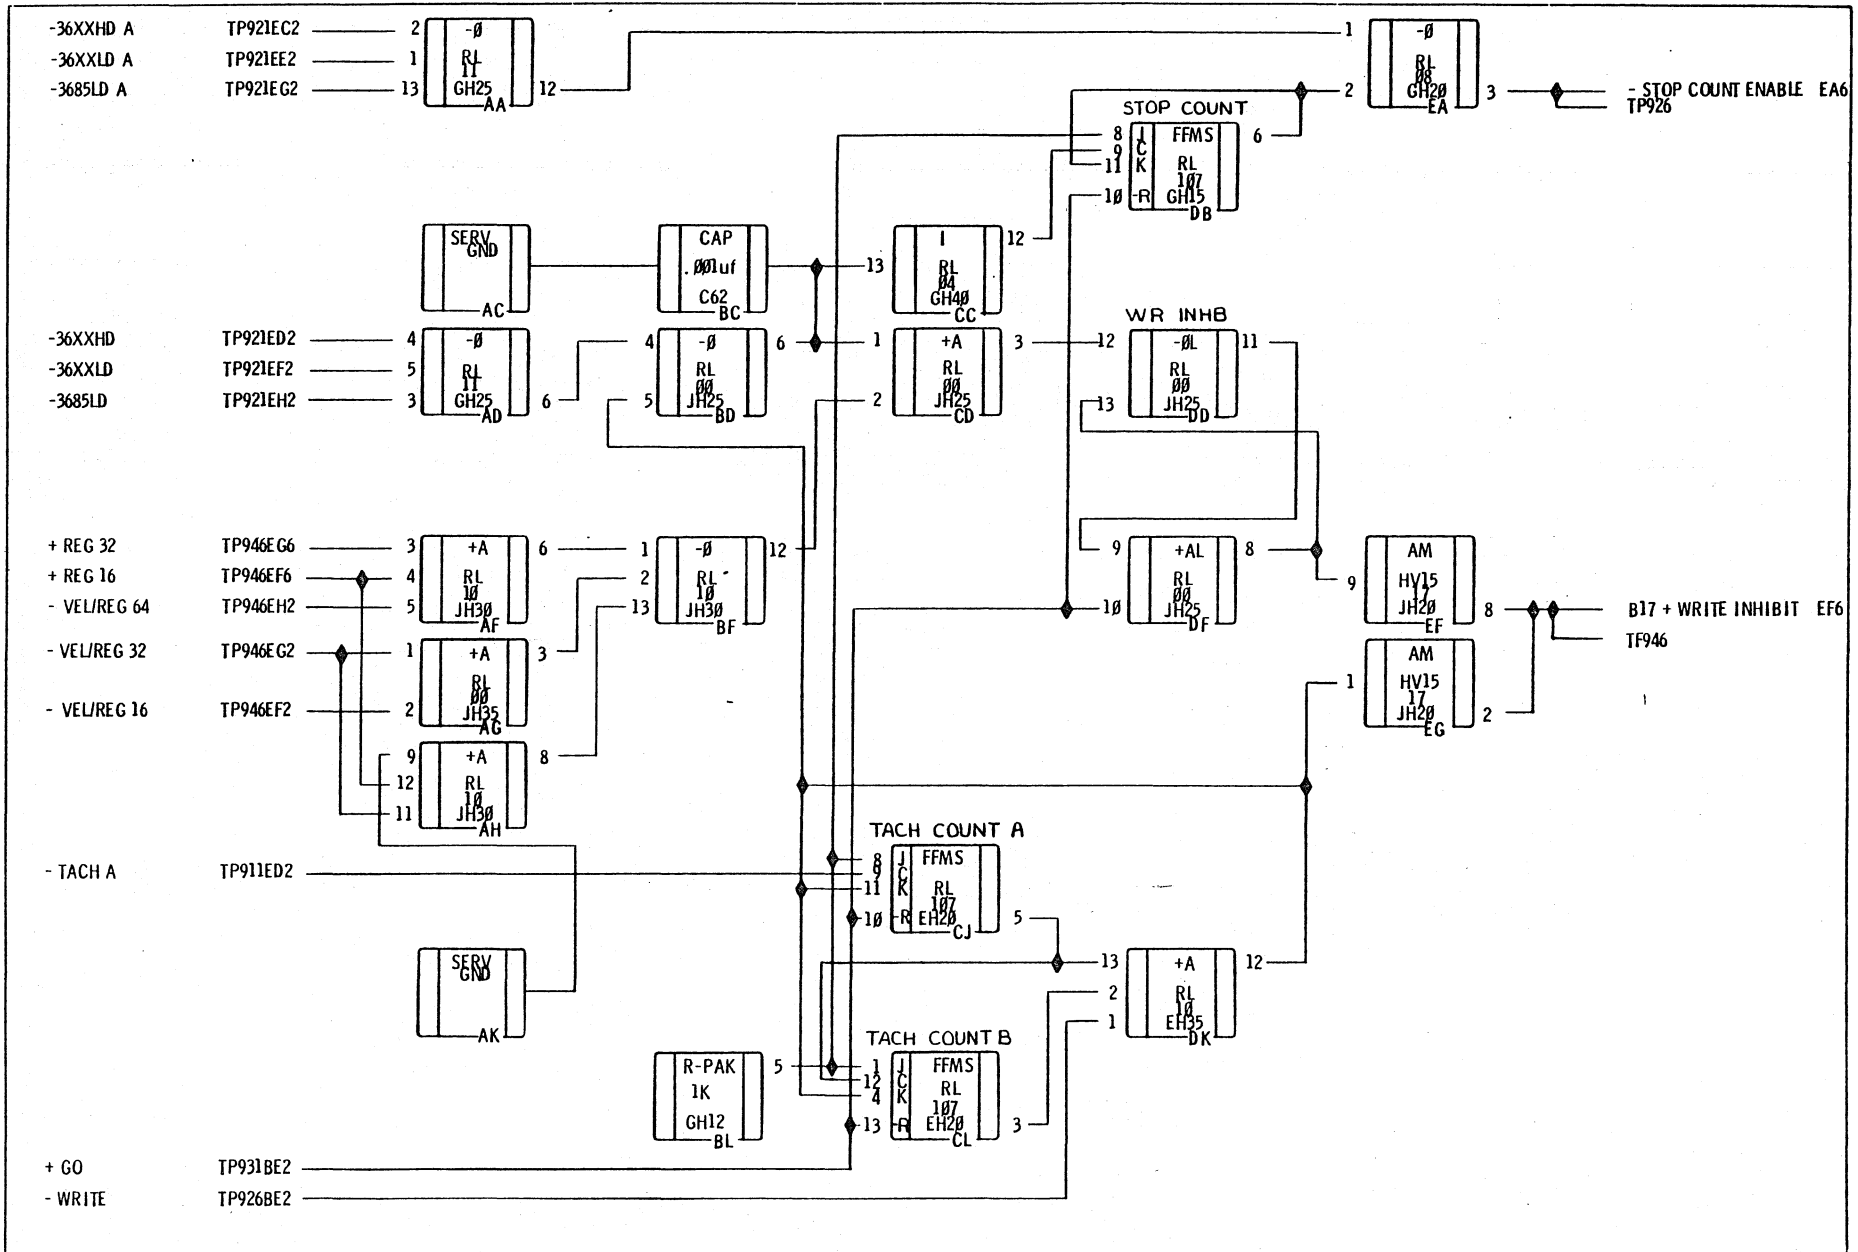 -36XXHD A TP921EC2 2
-36XXLD A TP921EE2 1
-3685LD A TP921EG2 13
-Ø
RL
11
GH25
AA
12
1
2
-Ø
RL
Ø8
GH2Ø
EA
3
- STOP COUNT ENABLE EA6
TP926
STOP COUNT
8 J FFMS 6
9 C
11 K RL
1Ø7
1Ø -R GH15
DB
SERV
GND
AC
CAP
.ØØ1uf
C62
BC
13
I
RL
Ø4
GH4Ø
CC
12
-36XXHD TP921ED2 4
-36XXLD TP921EF2 5
-3685LD TP921EH2 3
-Ø
RL
11
GH25
AD
6
4
5
-Ø
RL
ØØ
JH25
BD
6
1
2
+A
RL
ØØ
JH25
CD
3
WR INHB
12
13
-ØL
RL
ØØ
JH25
DD
11
+ REG 32 TP946EG6 3
+ REG 16 TP946EF6 4
- VEL/REG 64 TP946EH2 5
+A
RL
1Ø
JH3Ø
AF
6
1
2
13
-Ø
RL
1Ø
JH3Ø
BF
12
9
1Ø
+AL
RL
ØØ
JH25
DF
8
9
AM
HV15
17
JH2Ø
EF
8
B17 + WRITE INHIBIT EF6
TF946
- VEL/REG 32 TP946EG2 1
- VEL/REG 16 TP946EF2 2
+A
RL
ØØ
JH35
AG
3
1
AM
HV15
17
JH2Ø
EG
2
9
12
11
+A
RL
1Ø
JH3Ø
AH
8
TACH COUNT A
- TACH A TP911ED2
8 J FFMS
9 C
11 K RL
1Ø7
1Ø -R EH2Ø 5
CJ
SERV
GND
AK
13
2
1
+A
RL
1Ø
EH35
DK
12
TACH COUNT B
R-PAK 5
1K
GH12
BL
1 J FFMS
12 C
4 K RL
1Ø7
13 -R EH2Ø 3
CL
+ GO TP931BE2
- WRITE TP926BE2